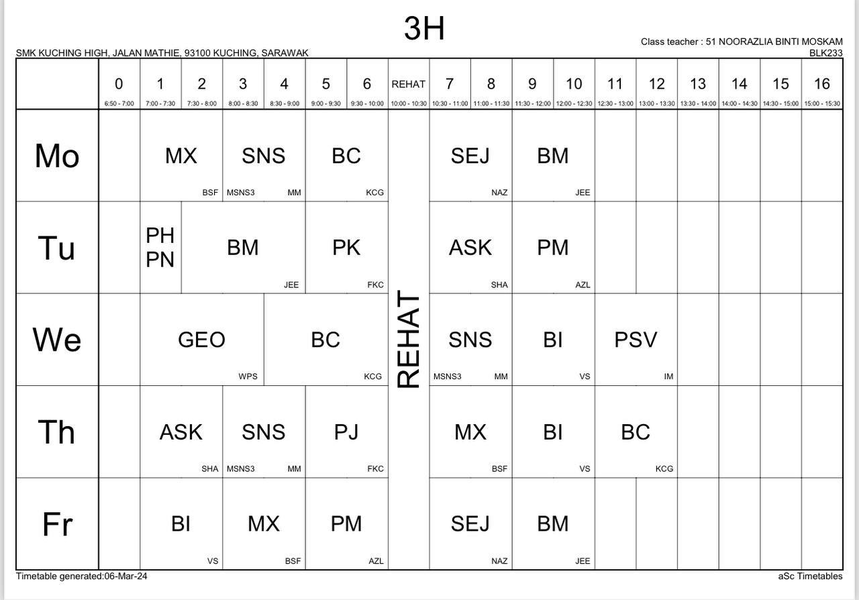 3H
SMK KUCHING HIGH, JALAN MATHIE, 93100 KUCHING, SARAWAK
Class teacher : 51 NOORAZLIA BINTI MOSKAM
BLK233
0 1 2 3 4 5 6 REHAT 7 8 9 10 11 12 13 14 15 16
6:50 - 7:00 7:00 - 7:30 7:30 - 8:00 8:00 - 8:30 8:30 - 9:00 9:00 - 9:30 9:30 - 10:00 10:00 - 10:30 10:30 - 11:00 11:00 - 11:30 11:30 - 12:00 12:00 - 12:30 12:30 - 13:00 13:00 - 13:30 13:30 - 14:00 14:00 - 14:30 14:30 - 15:00 15:00 - 15:30
Mo MX SNS BC SEJ BM
BSF MSNS3 MM KCG NAZ JEE
PH
Tu BM PK ASK PM
PN
JEE FKC SHA AZL
REHAT
We GEO BC SNS BI PSV
WPS KCG MSNS3 MM VS IM
Th ASK SNS PJ MX BI BC
SHA MSNS3 MM FKC BSF VS KCG
Fr BI MX PM SEJ BM
VS BSF AZL NAZ JEE
Timetable generated:06-Mar-24
aSc Timetables